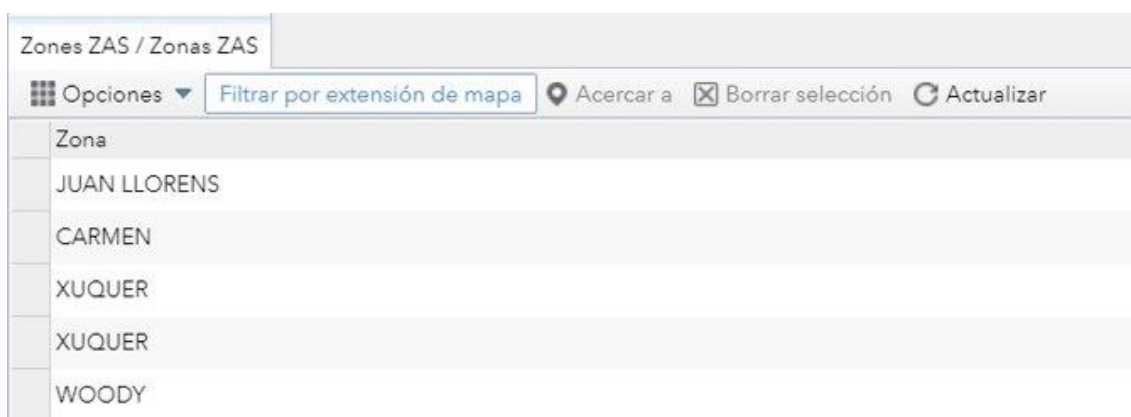 Zones ZAS / Zonas ZAS
Opciones Filtrar por extensión de mapa Acercar a Borrar selección Actualizar
Zona
JUAN LLORENS
CARMEN
XUQUER
XUQUER
WOODY